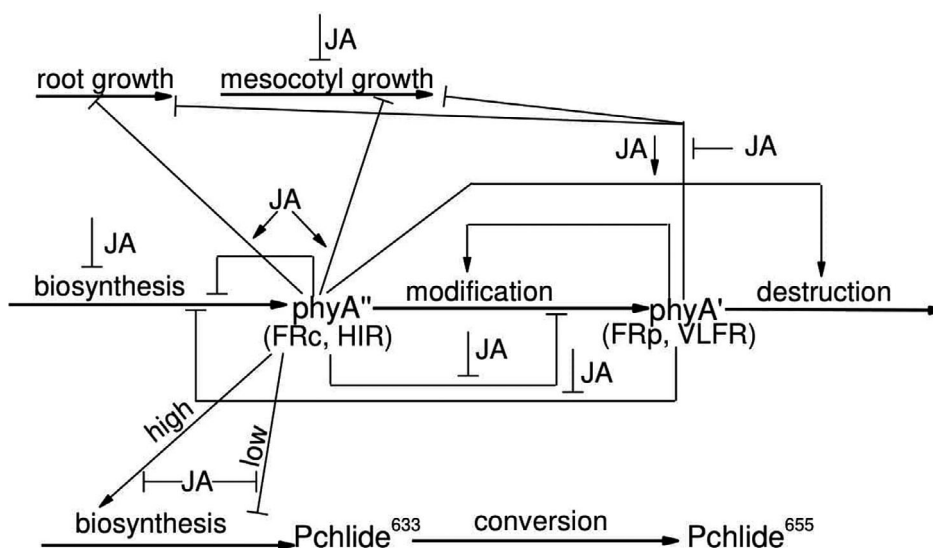 JA
root growth mesocotyl growth
JA JA
JA
JA
biosynthesis modification destruction
phyA" phyA'
(FRc, HIR) (FRp, VLFR)
JA JA
high low
JA
biosynthesis Pchlide⁶³³ conversion Pchlide⁶⁵⁵